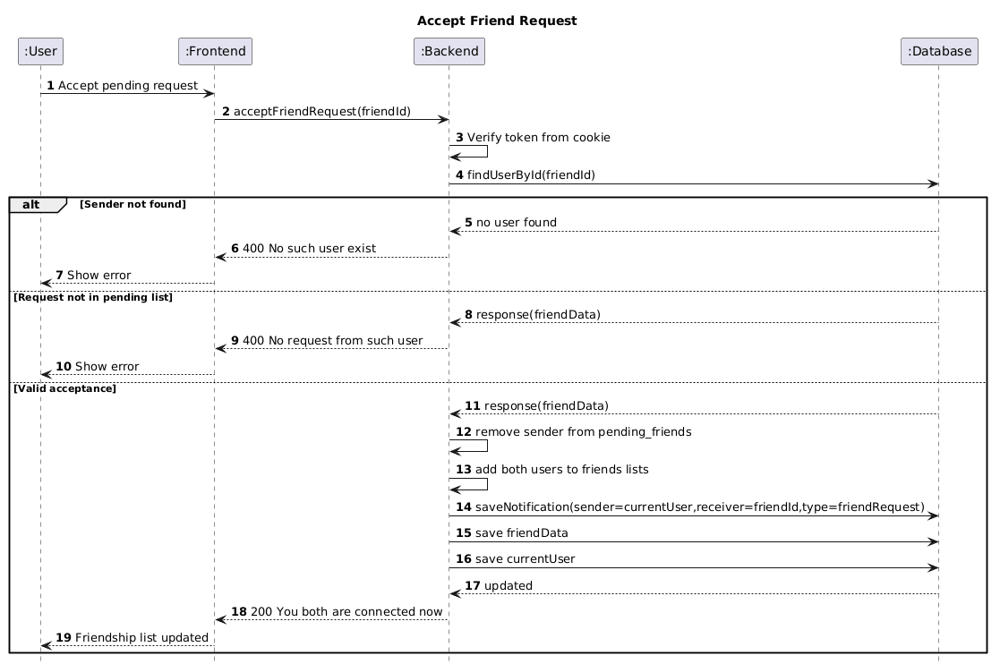 Accept Friend Request
:User :Frontend :Backend :Database
1 Accept pending request
2 acceptFriendRequest(friendId)
3 Verify token from cookie
4 findUserById(friendId)
alt [Sender not found]
5 no user found
6 400 No such user exist
7 Show error
[Request not in pending list]
8 response(friendData)
9 400 No request from such user
10 Show error
[Valid acceptance]
11 response(friendData)
12 remove sender from pending_friends
13 add both users to friends lists
14 saveNotification(sender=currentUser,receiver=friendId,type=friendRequest)
15 save friendData
16 save currentUser
17 updated
18 200 You both are connected now
19 Friendship list updated